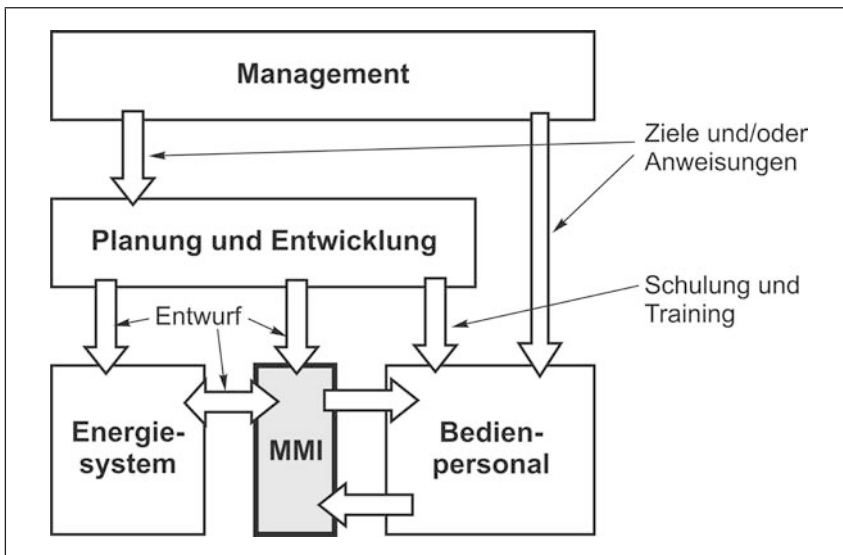 Management
Ziele und/oder
Anweisungen
Planung und Entwicklung
Schulung und
Training
Entwurf
Energie-
system
MMI
Bedien-
personal